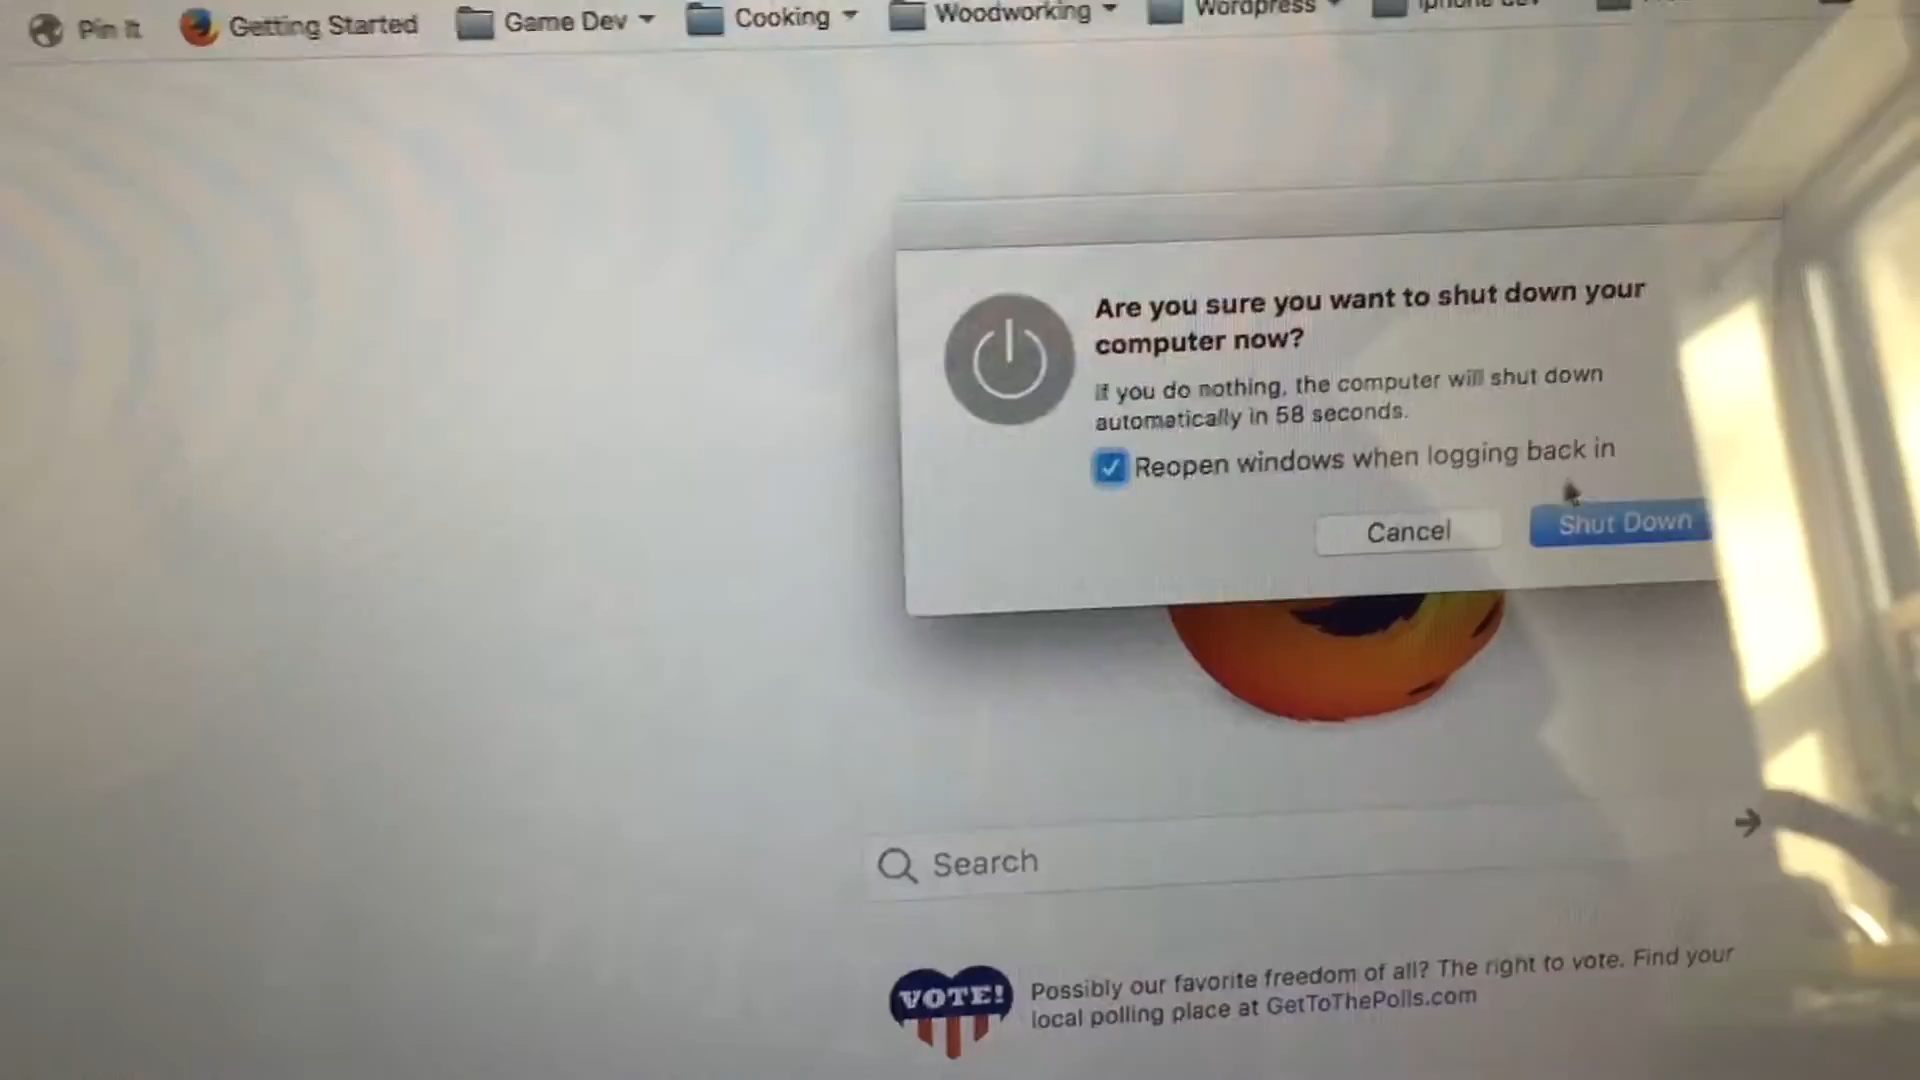 Pin It Getting Started Game Dev Cooking Woodworking Wordpress
Are you sure you want to shut down your
computer now?
If you do nothing, the computer will shut down
automatically in 58 seconds.
Reopen windows when logging back in
Cancel Shut Down
Search
VOTE!
Possibly our favorite freedom of all? The right to vote. Find your
local polling place at GetToThePolls.com